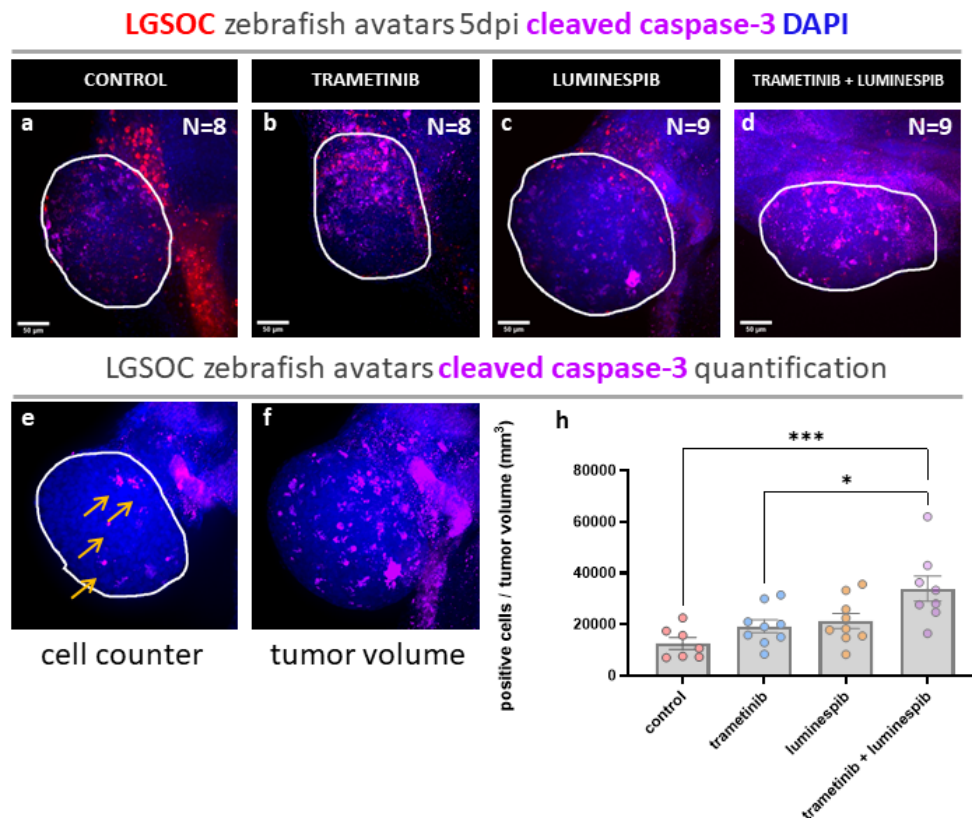 LGSOC zebrafish avatars 5dpi cleaved caspase-3 DAPI
CONTROL
TRAMETINIB
LUMINESPIB
TRAMETINIB + LUMINESPIB
a
N=8
b
N=8
c
N=9
d
N=9
50 µm
50 µm
50 µm
50 µm
LGSOC zebrafish avatars cleaved caspase-3 quantification
e
f
h
cell counter
tumor volume
positive cells / tumor volume (mm³)
80000
60000
40000
20000
0
***
*
control
trametinib
luminespib
trametinib + luminespib